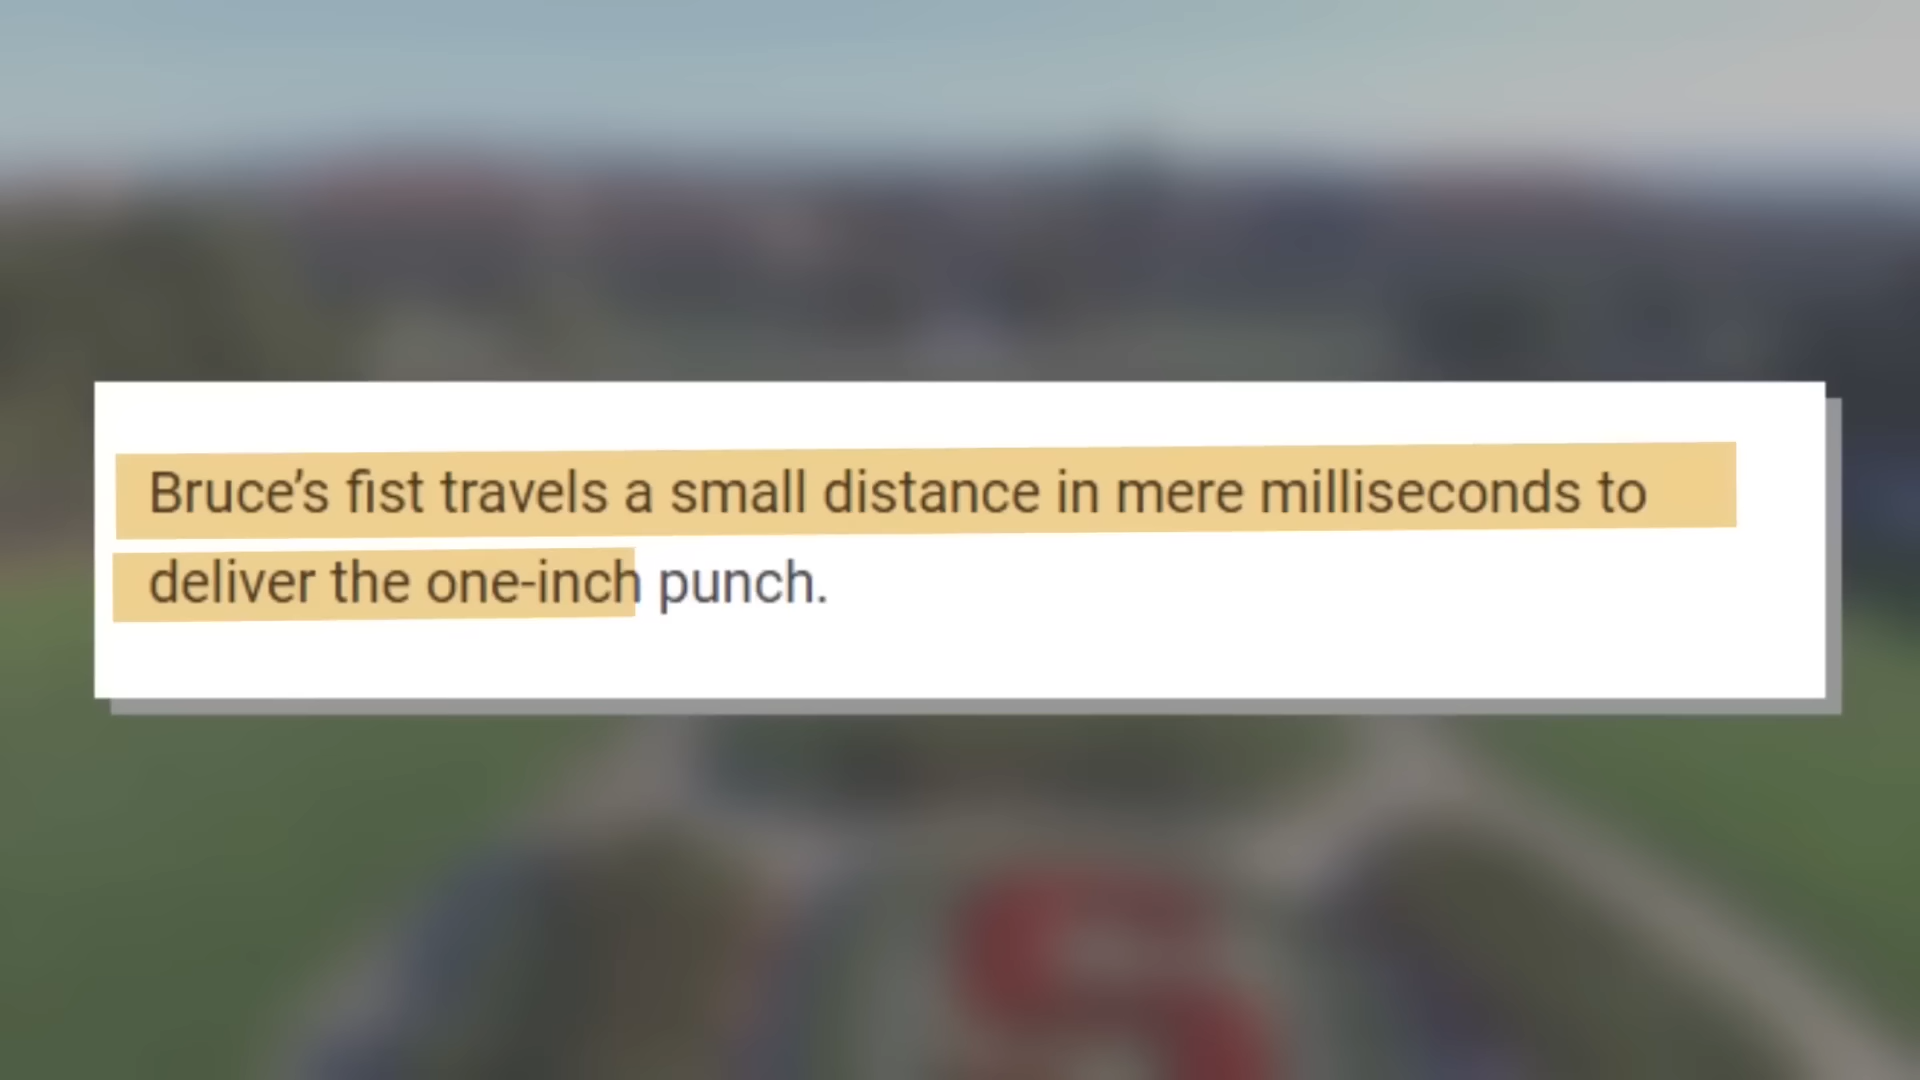 Bruce’s fist travels a small distance in mere milliseconds to
deliver the one-inch punch.